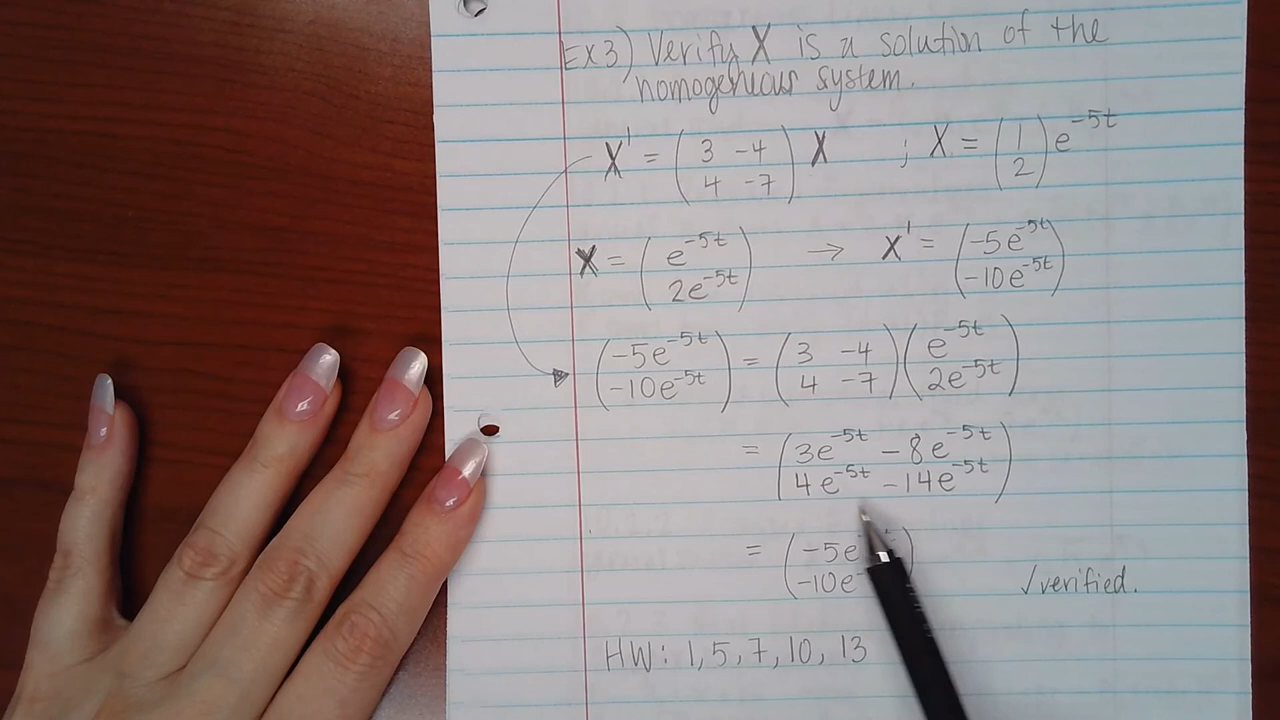 Ex3) Verify X is a solution of the
homogeneous system.
X' = ( 3 -4 ; 4 -7 ) X ; X = ( 1 ; 2 ) e^-5t
X = ( e^-5t ; 2e^-5t ) → X' = ( -5e^-5t ; -10e^-5t )
( -5e^-5t ; -10e^-5t ) = ( 3 -4 ; 4 -7 ) ( e^-5t ; 2e^-5t )
= ( 3e^-5t - 8e^-5t ; 4e^-5t - 14e^-5t )
= ( -5e ; -10e )
√verified.
HW: 1, 5, 7, 10, 13